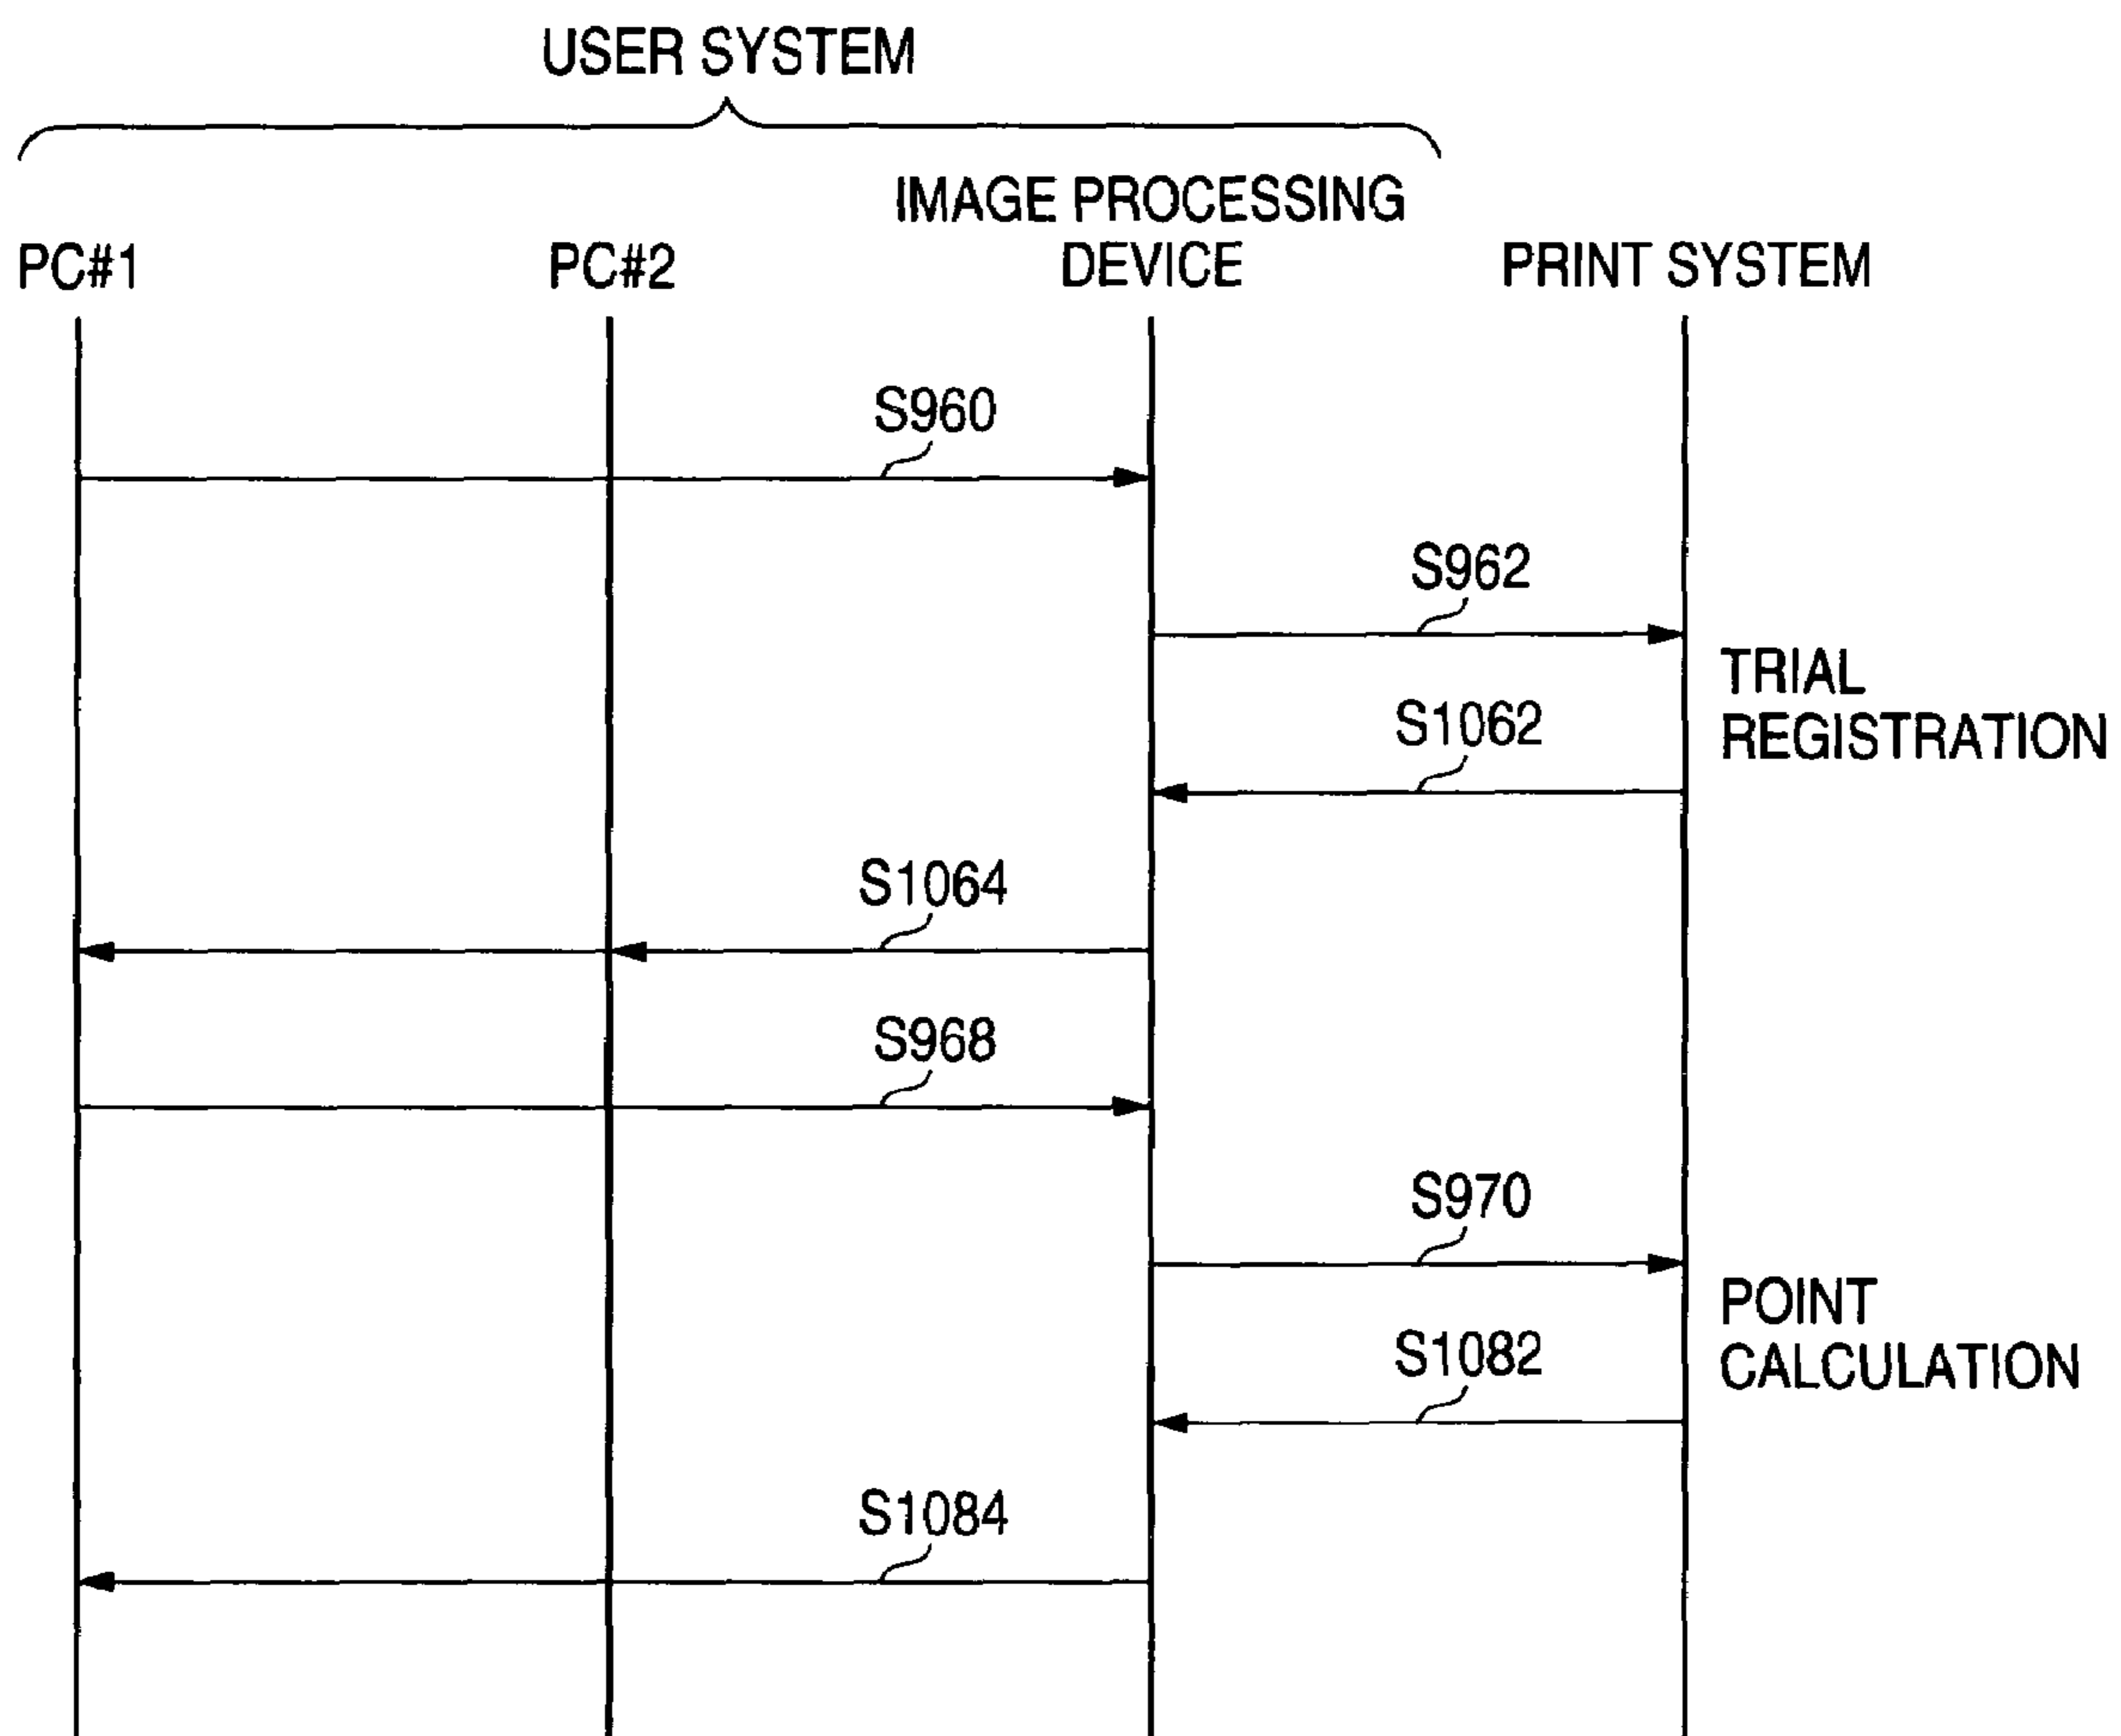 USER SYSTEM
IMAGE PROCESSING
PC#1
PC#2
DEVICE
PRINT SYSTEM
S960
S962
TRIAL
REGISTRATION
S1062
S1064
S968
S970
POINT
CALCULATION
S1082
S1084